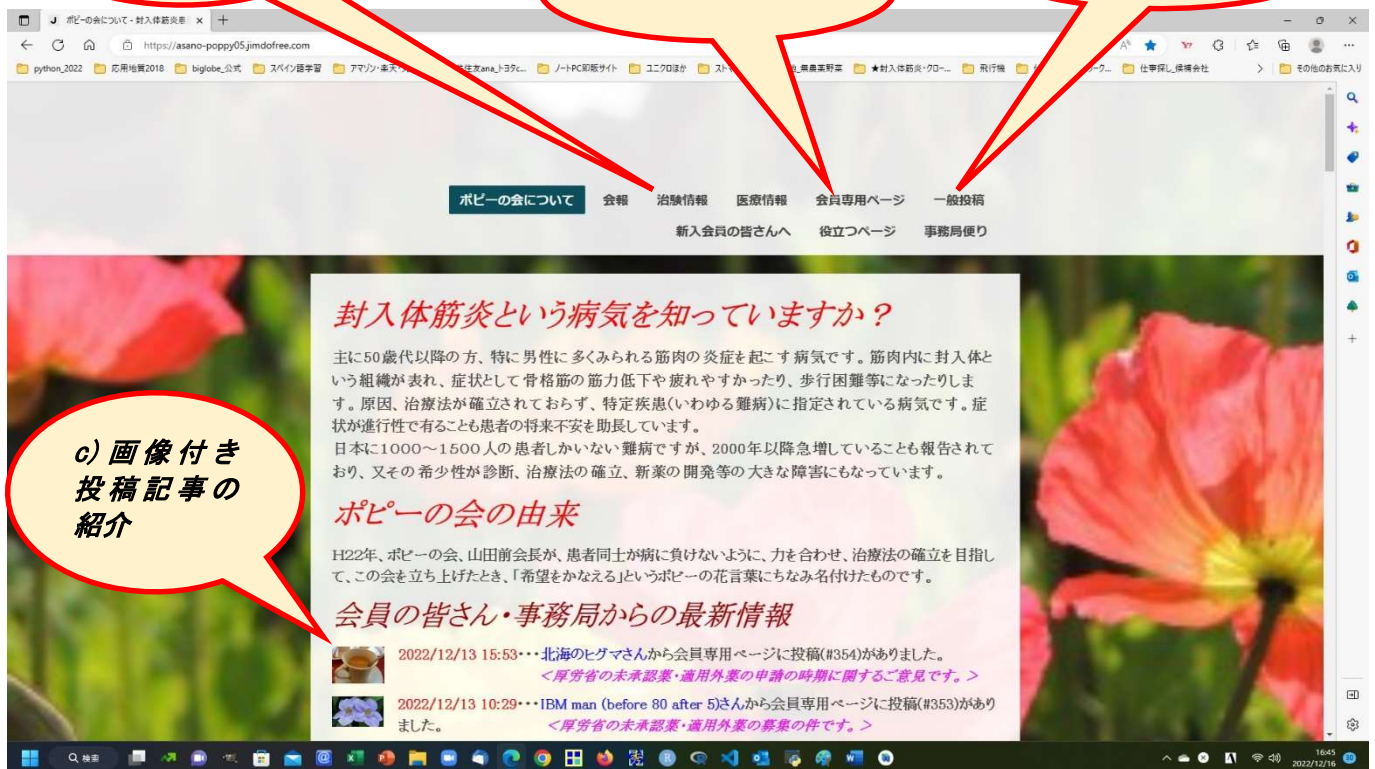 ポピーの会について - 封入体筋炎患
https://asano-poppy05.jimdofree.com
python_2022 応用地質2018 biglobe_公式 スペイン語学習 ノートPC即販サイト ユニクロほか ★封入体筋炎・クロー... 飛行機 仕事探し_候補会社 その他のお気に入り
ポピーの会について 会報 治験情報 医療情報 会員専用ページ 一般投稿
新入会員の皆さんへ 役立つページ 事務局便り
封入体筋炎という病気を知っていますか？
主に50歳代以降の方、特に男性に多くみられる筋肉の炎症を起こす病気です。筋肉内に封入体と
いう組織が表れ、症状として骨格筋の筋力低下や疲れやすかったり、歩行困難等になったりしま
す。原因、治療法が確立されておらず、特定疾患(いわゆる難病)に指定されている病気です。症
状が進行性で有ることも患者の将来不安を助長しています。
日本に1000～1500人の患者しかいない難病ですが、2000年以降急増していることも報告されて
おり、又その希少性が診断、治療法の確立、新薬の開発等の大きな障害にもなっています。
c) 画像付き
投稿記事の
紹介
ポピーの会の由来
H22年、ポピーの会、山田前会長が、患者同士が病に負けないように、力を合わせ、治療法の確立を目指し
て、この会を立ち上げたとき、「希望をかなえる」というポピーの花言葉にちなみ名付けたものです。
会員の皆さん・事務局からの最新情報
2022/12/13 15:53･･･北海のヒグマさんから会員専用ページに投稿(#354)がありました。
＜厚労省の未承認薬・適用外薬の申請の時期に関するご意見です。＞
2022/12/13 10:29･･･IBM man (before 80 after 5)さんから会員専用ページに投稿(#353)があり
ました。 ＜厚労省の未承認薬・適用外薬の募集の件です。＞
検索
16:45
2022/12/16